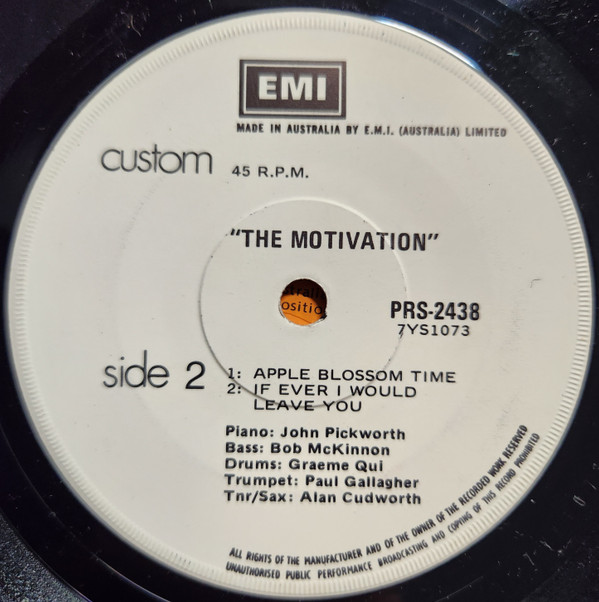 EMI
MADE IN AUSTRALIA BY E.M.I. (AUSTRALIA) LIMITED
custom
45 R.P.M.
"THE MOTIVATION"
PRS-2438
7YS1073
side 2
1: APPLE BLOSSOM TIME
2: IF EVER I WOULD
LEAVE YOU
Piano: John Pickworth
Bass: Bob McKinnon
Drums: Graeme Qui
Trumpet: Paul Gallagher
Tnr/Sax: Alan Cudworth
ALL RIGHTS OF THE MANUFACTURER AND OF THE OWNER OF THE RECORDED WORK RESERVED
UNAUTHORISED PUBLIC PERFORMANCE BROADCASTING AND COPYING OF THIS RECORD PROHIBITED